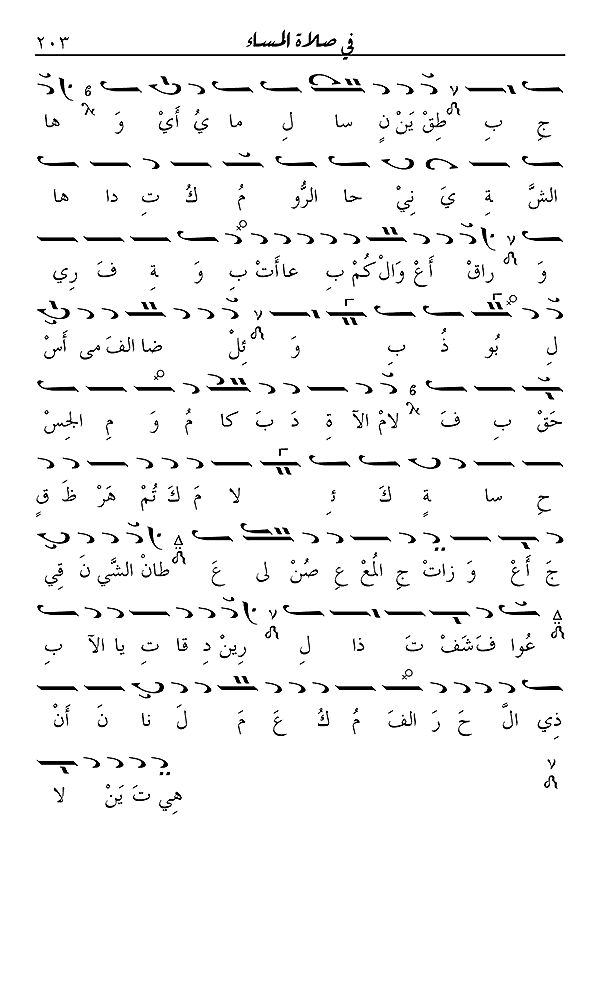 في صلاة المساء ٢٠٣
جِ بِ طِقْ يَنْ نٍ سا لِ ما يُ أَيْ وَ ها
الشَّ ةِ يَ نِيْ حا الرُّو مُ كُ تِ دا ها
وَ راقْ أَعْ وَالْ كُمْ بِ عا أَتْ بِ وَ ةِ فَ رِي
لِ بُو ذُ بِ وَ ئِلْ ضا الفَ مى أَسْ
حَقْ بِ فَ لامْ الآ ةِ دَ بَ كا مُ وَ مِ الجِسْ
حِ سا ةٍ كَ ئِ لا مَ كَ تُمْ هَرْ ظَ قٍ
جَ أَعْ وَ زاتْ جِ المُعْ عِ صُنْ لى عَ طانْ الشَّي نَ قِي
عُوا فَ شَفْ تَ ذا لِ رِينْ دِ قا تِ يا الآ بِ
ذِي الَّ حَ رَ الفَ مُ كُ عَ مَ لَ نا نَ أَنْ
هِي تَ يَنْ لا